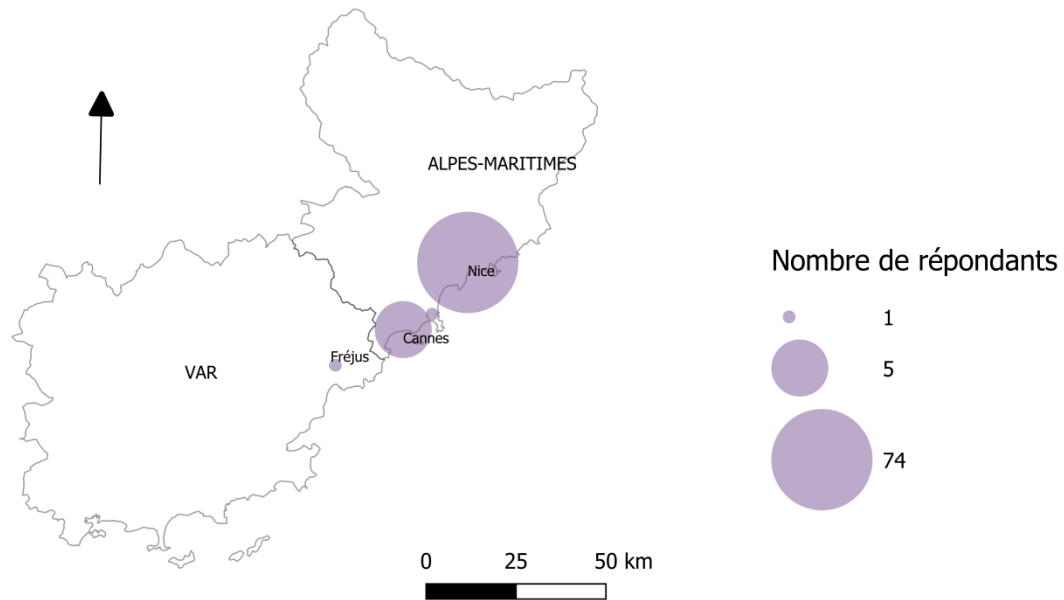 ALPES-MARITIMES
Nice
Cannes
Fréjus
VAR
Nombre de répondants
1
5
74
0 25 50 km